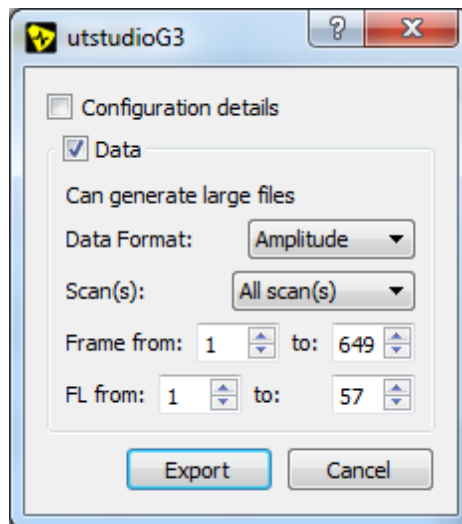 utstudioG3
Configuration details
Data
Can generate large files
Data Format: Amplitude
Scan(s): All scan(s)
Frame from: 1 to: 649
FL from: 1 to: 57
Export Cancel